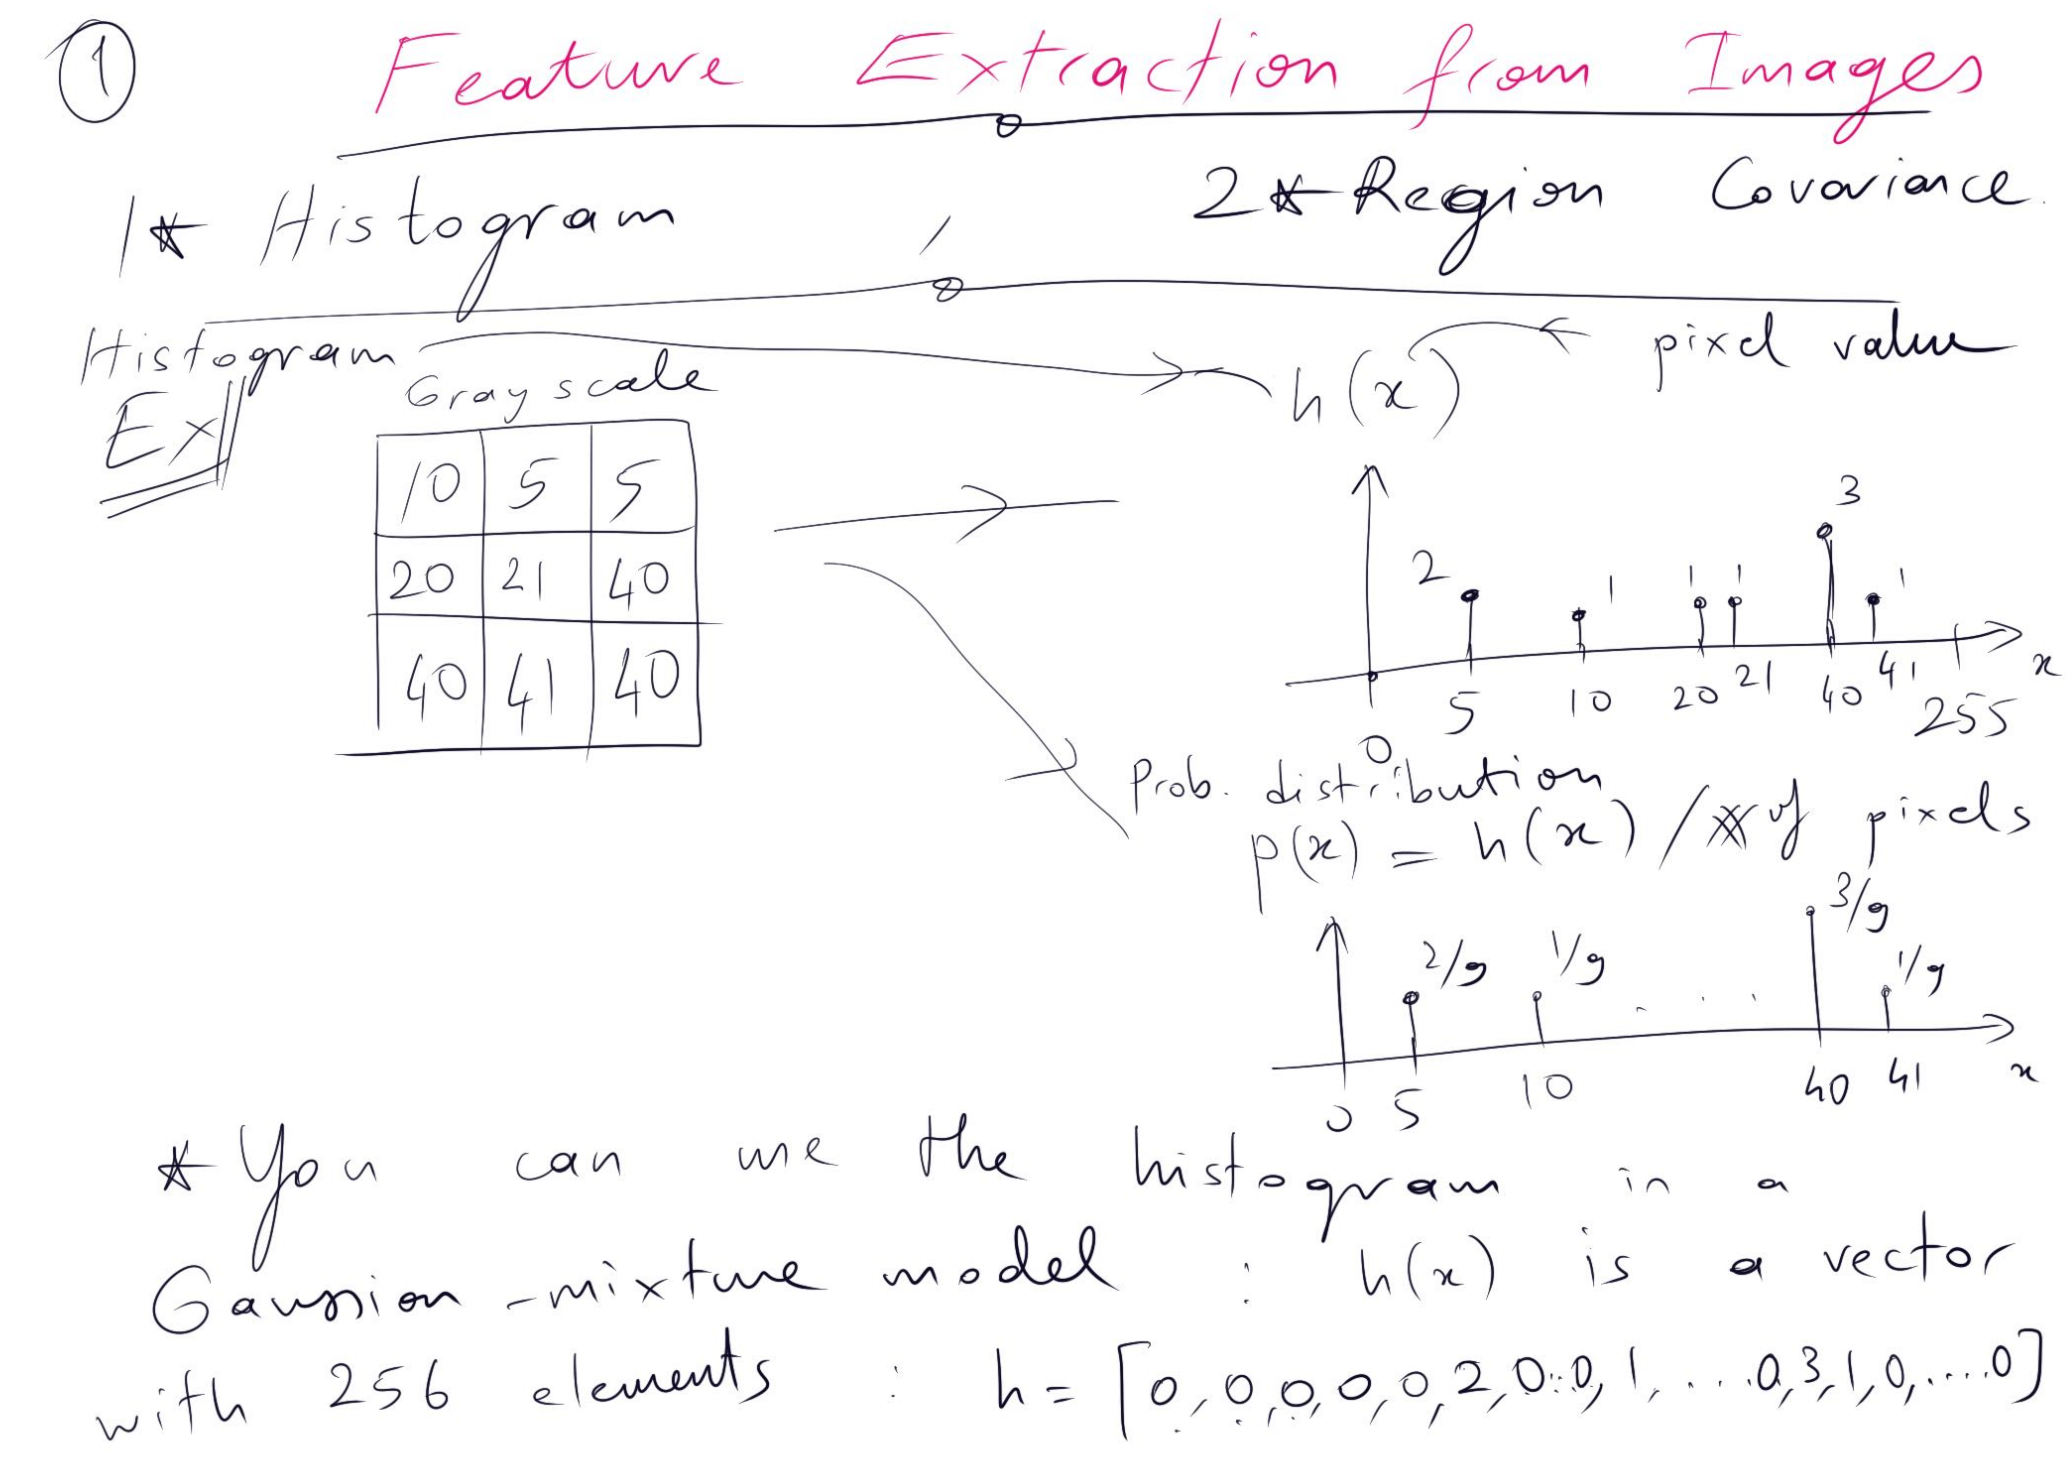 1
Feature Extraction from Images
1* Histogram , 2* Region Covariance
Histogram h(x) pixel value
Ex Gray scale
10 5 5
20 21 40
40 41 40
2 1 1 1 3 1
0 5 10 20 21 40 41 255 x
Prob. distribution
p(x) = h(x) / # of pixels
2/9 1/9 . . . 3/9 1/9
0 5 10 40 41 x
* You can use the histogram in a
Gaussian-mixture model : h(x) is a vector
with 256 elements : h = [0, 0, 0, 0, 0, 2, 0..0, 1, ...0, 3, 1, 0, ....0]